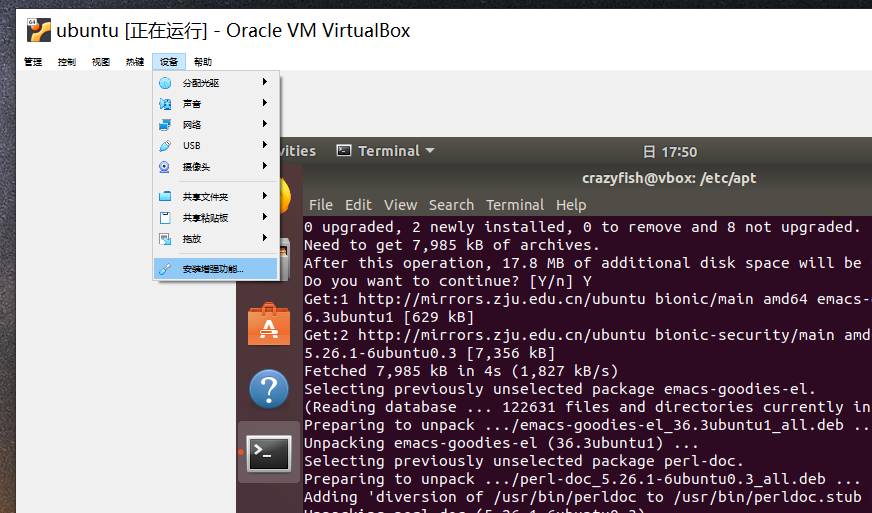 ubuntu [正在运行] - Oracle VM VirtualBox
管理 控制 视图 热键 设备 帮助
分配光驱
声音
网络
USB
摄像头
共享文件夹
共享粘贴板
拖放
安装增强功能...
vities Terminal 日 17:50
crazyfish@vbox: /etc/apt
File Edit View Search Terminal Help
0 upgraded, 2 newly installed, 0 to remove and 8 not upgraded.
Need to get 7,985 kB of archives.
After this operation, 17.8 MB of additional disk space will be
Do you want to continue? [Y/n] Y
Get:1 http://mirrors.zju.edu.cn/ubuntu bionic/main amd64 emacs-
6.3ubuntu1 [629 kB]
Get:2 http://mirrors.zju.edu.cn/ubuntu bionic-security/main amd
5.26.1-6ubuntu0.3 [7,356 kB]
Fetched 7,985 kB in 4s (1,827 kB/s)
Selecting previously unselected package emacs-goodies-el.
(Reading database ... 122631 files and directories currently in
Preparing to unpack .../emacs-goodies-el_36.3ubuntu1_all.deb ..
Unpacking emacs-goodies-el (36.3ubuntu1) ...
Selecting previously unselected package perl-doc.
Preparing to unpack .../perl-doc_5.26.1-6ubuntu0.3_all.deb ...
Adding 'diversion of /usr/bin/perldoc to /usr/bin/perldoc.stub
Unpacking perl-doc (5.26.1-6ubuntu0.3)